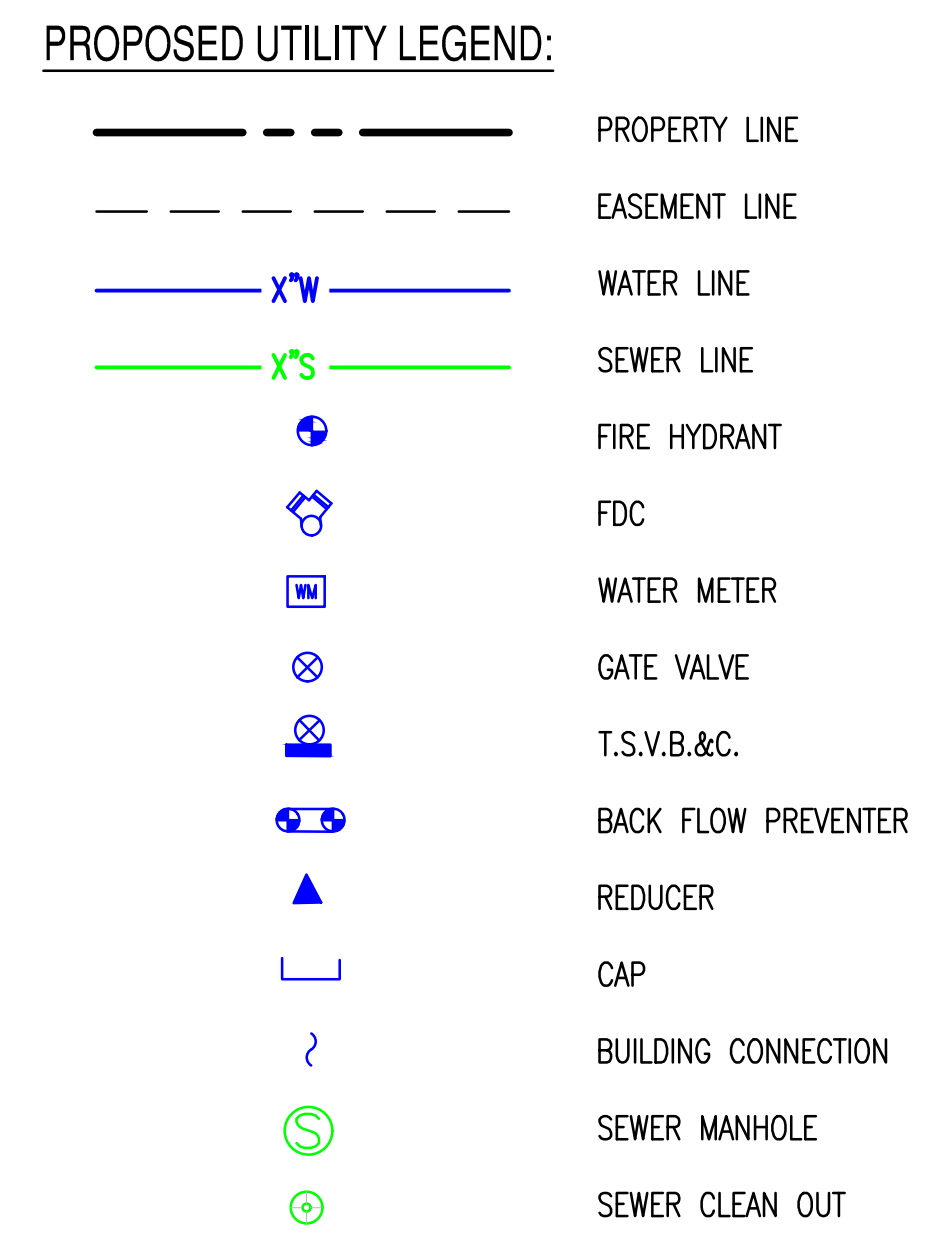 PROPOSED UTILITY LEGEND:
PROPERTY LINE
EASEMENT LINE
X"W WATER LINE
X"S SEWER LINE
FIRE HYDRANT
FDC
WM WATER METER
GATE VALVE
T.S.V.B.&C.
BACK FLOW PREVENTER
REDUCER
CAP
BUILDING CONNECTION
S SEWER MANHOLE
SEWER CLEAN OUT